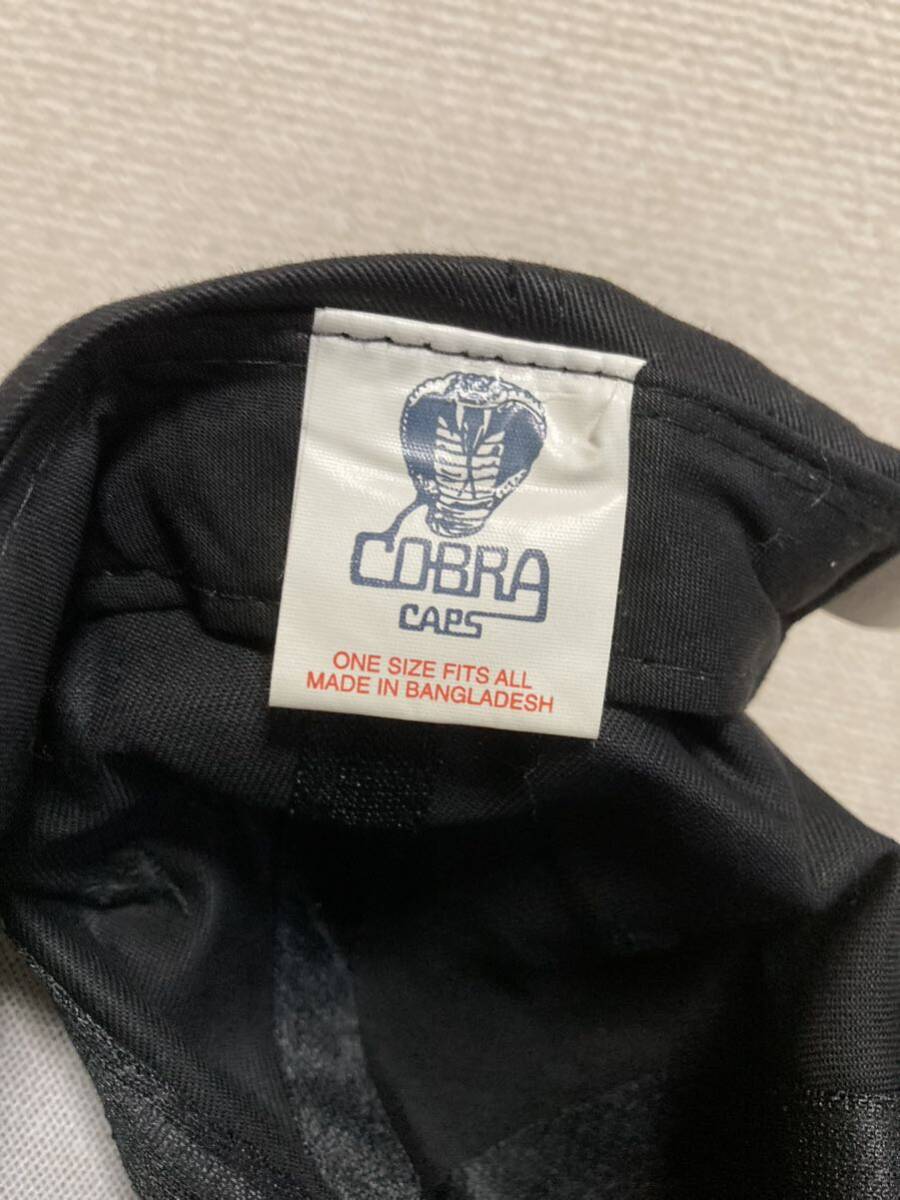 COBRA
CAPS
ONE SIZE FITS ALL
MADE IN BANGLADESH